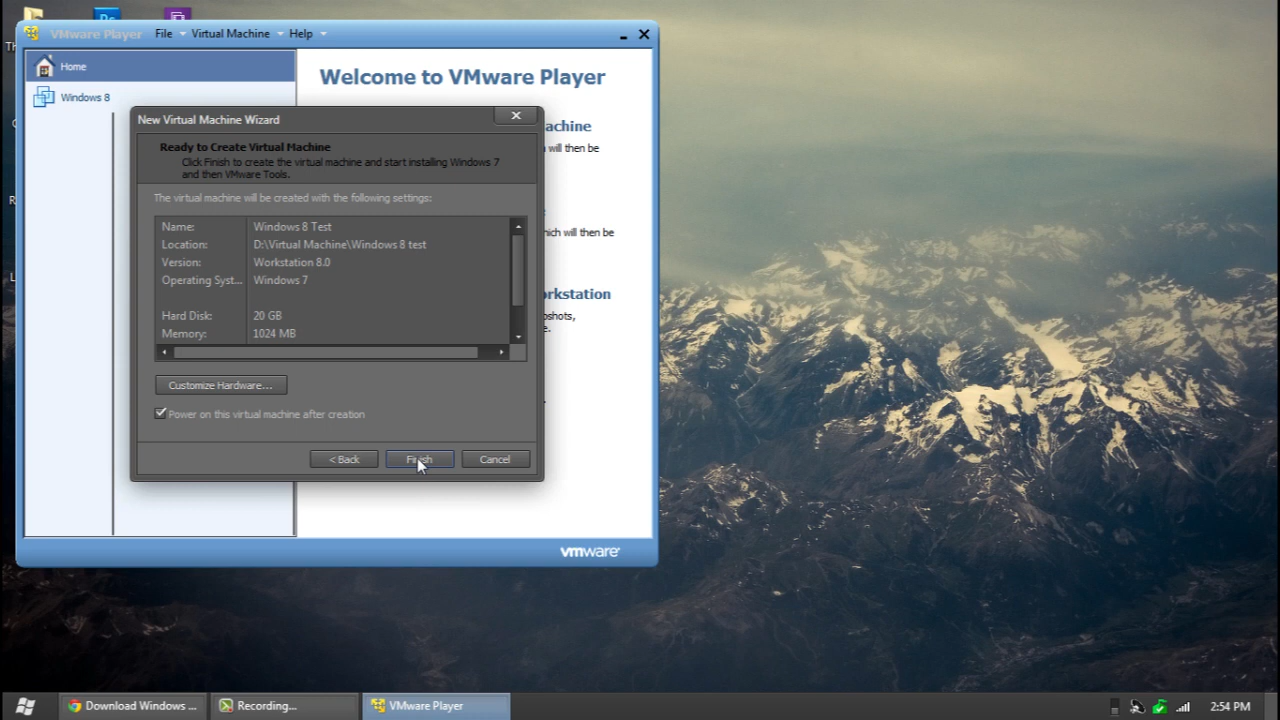 VMware Player File Virtual Machine Help
Home
Windows 8
Welcome to VMware Player
achine
will then be
hich will then be
orkstation
pshots,
e.
New Virtual Machine Wizard
Ready to Create Virtual Machine
Click Finish to create the virtual machine and start installing Windows 7
and then VMware Tools.
The virtual machine will be created with the following settings:
Name: Windows 8 Test
Location: D:\Virtual Machine\Windows 8 test
Version: Workstation 8.0
Operating Syst... Windows 7
Hard Disk: 20 GB
Memory: 1024 MB
Customize Hardware...
Power on this virtual machine after creation
< Back Finish Cancel
vmware
Download Windows ... Recording... VMware Player 2:54 PM